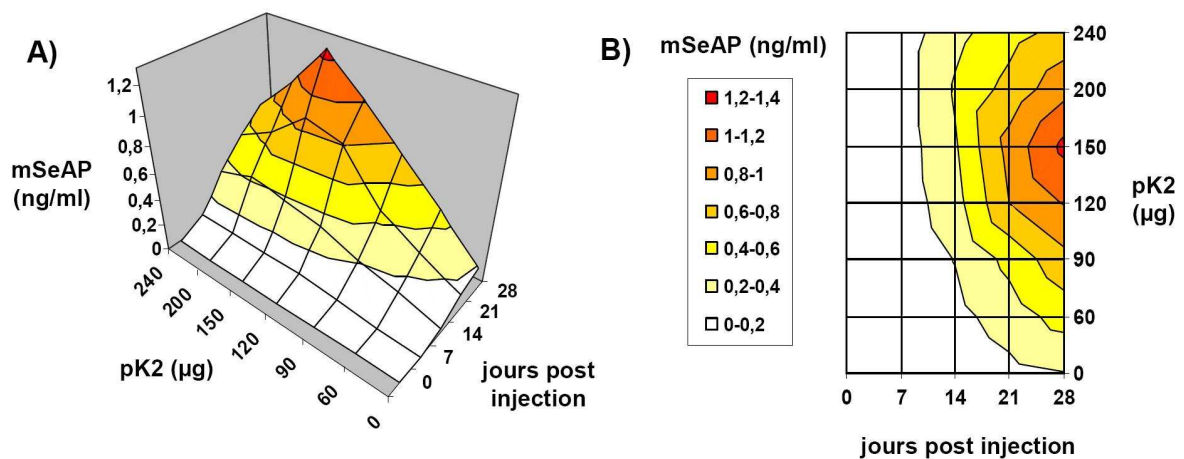 A)
mSeAP
(ng/ml)
1,2
1
0,8
0,6
0,4
0,2
0
240
200
150
120
90
60
0
pK2 (µg)
0
7
14
21
28
jours post
injection
B)
mSeAP (ng/ml)
1,2-1,4
1-1,2
0,8-1
0,6-0,8
0,4-0,6
0,2-0,4
0-0,2
240
200
150
120
90
60
0
pK2
(µg)
0 7 14 21 28
jours post injection